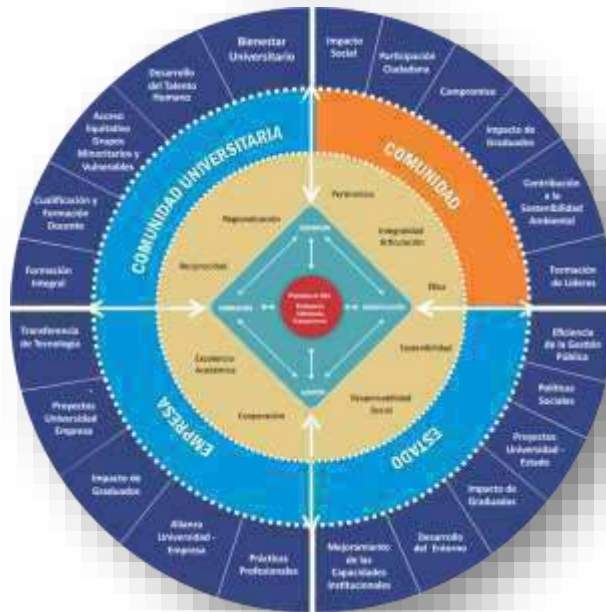 Bienestar
Universitario
Desarrollo
del Talento
Humano
Acceso
Equitativo
Grupos
Minoritarios y
Vulnerables
Cualificación y
Formación
Docente
Formación
Integral
Impacto
Social
Participación
Ciudadana
Compromiso
Impacto de
Graduados
Contribución
a la
Sostenibilidad
Ambiental
Formación
de Líderes
COMUNIDAD UNIVERSITARIA
COMUNIDAD
Pertinencia
Regionalización
Integralidad
Articulación
Reciprocidad
Ética
Excelencia
Académica
Sostenibilidad
Cooperación
Responsabilidad
Social
EMPRESA
ESTADO
Transferencia
de Tecnología
Proyectos
Universidad
Empresa
Impacto de
Graduados
Alianza
Universidad -
Empresa
Prácticas
Profesionales
Eficiencia
de la Gestión
Pública
Políticas
Sociales
Proyectos
Universidad -
Estado
Impacto de
Graduados
Desarrollo
del Entorno
Mejoramiento
de las
Capacidades
Institucionales